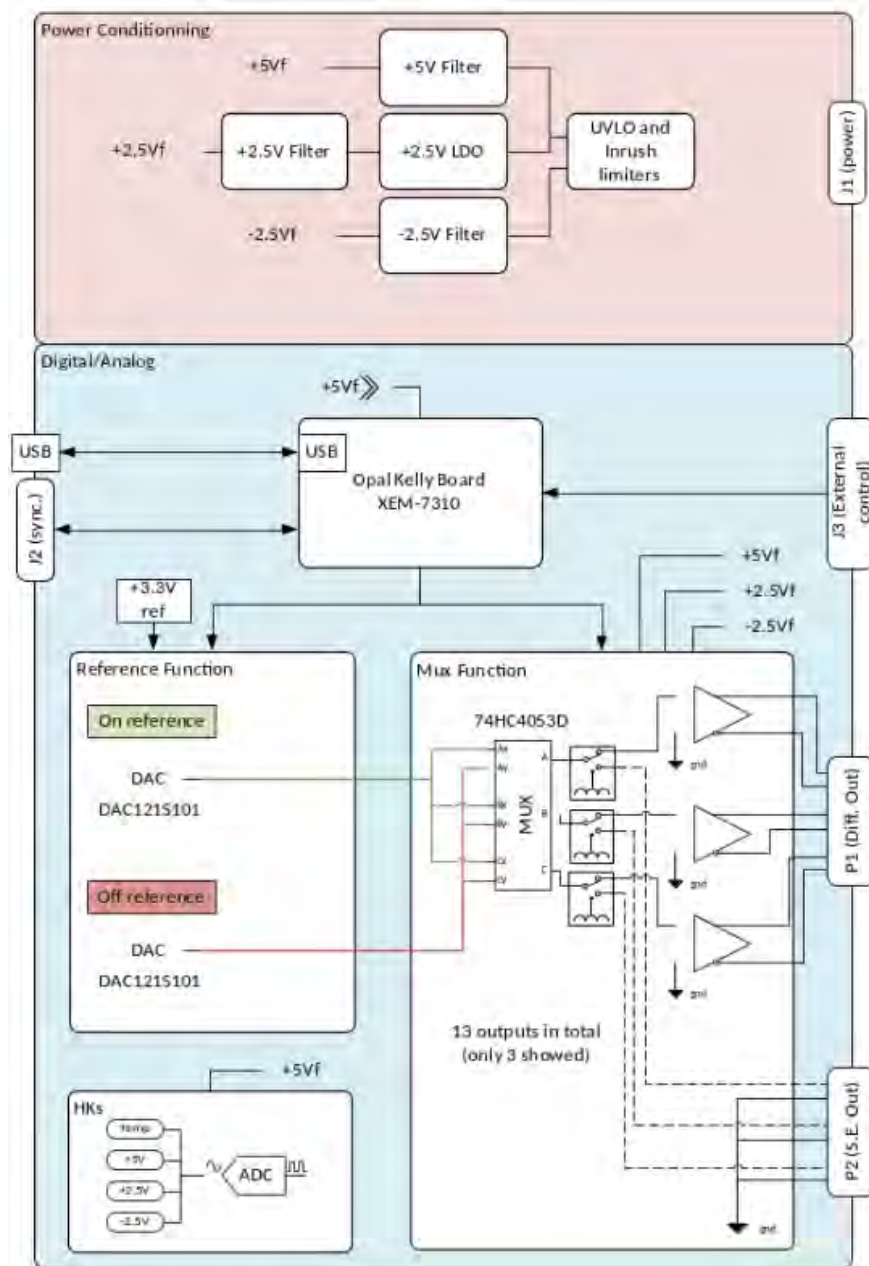 Power Conditionning
+5Vf
+5V Filter
+2.5Vf
+2.5V Filter
+2.5V LDO
UVLO and
Inrush
limiters
-2.5Vf
-2.5V Filter
J1 (power)
Digital/Analog
+5Vf
USB
USB
Opal Kelly Board
XEM-7310
J2 (sync.)
J3 (External
control)
+3.3V
ref
+5Vf
+2.5Vf
-2.5Vf
Reference Function
On reference
DAC
DAC121S101
Off reference
DAC
DAC121S101
Mux Function
74HC4053D
MUX
A
B
C
gnd
gnd
gnd
P1 (Diff. Out)
13 outputs in total
(only 3 showed)
P2 (S.E. Out)
gnd
+5Vf
HKs
Temp
+5V
+2.5V
-2.5V
ADC